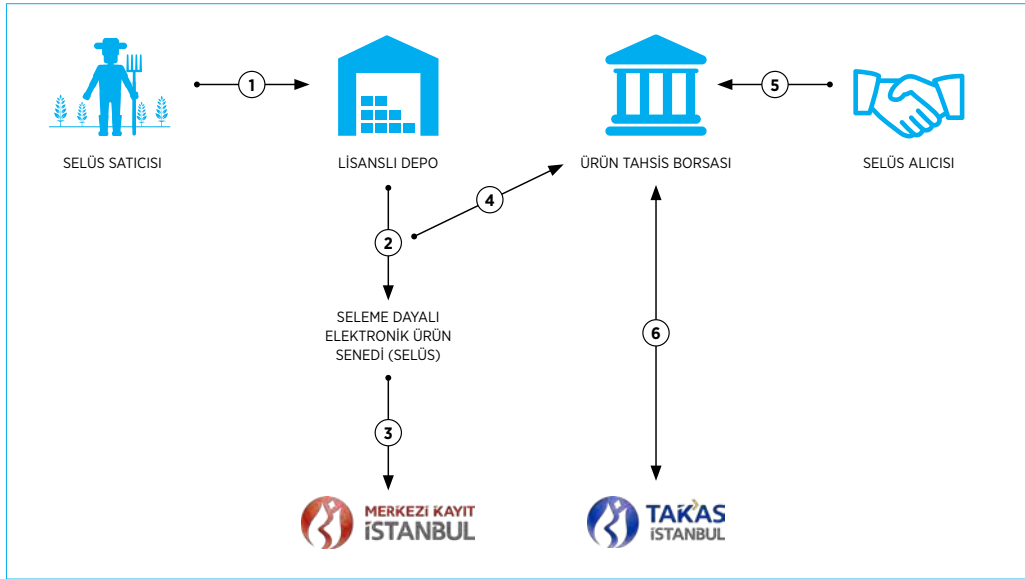 1
5
SELÜS SATICISI
LİSANSLI DEPO
ÜRÜN TAHSİS BORSASI
SELÜS ALICISI
4
2
SELEME DAYALI
ELEKTRONİK ÜRÜN
SENEDİ (SELÜS)
6
3
MERKEZİ KAYIT
İSTANBUL
TAKAS
İSTANBUL